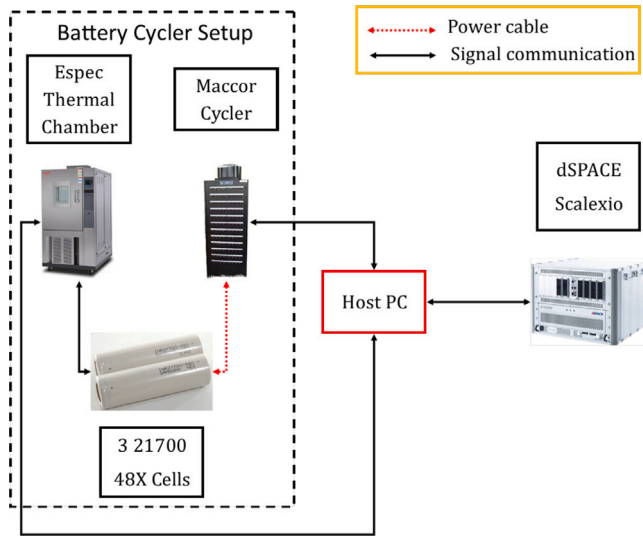 Battery Cycler Setup
Power cable
Signal communication
Espec
Thermal
Chamber
Maccor
Cycler
dSPACE
Scalexio
Host PC
3 21700
48X Cells